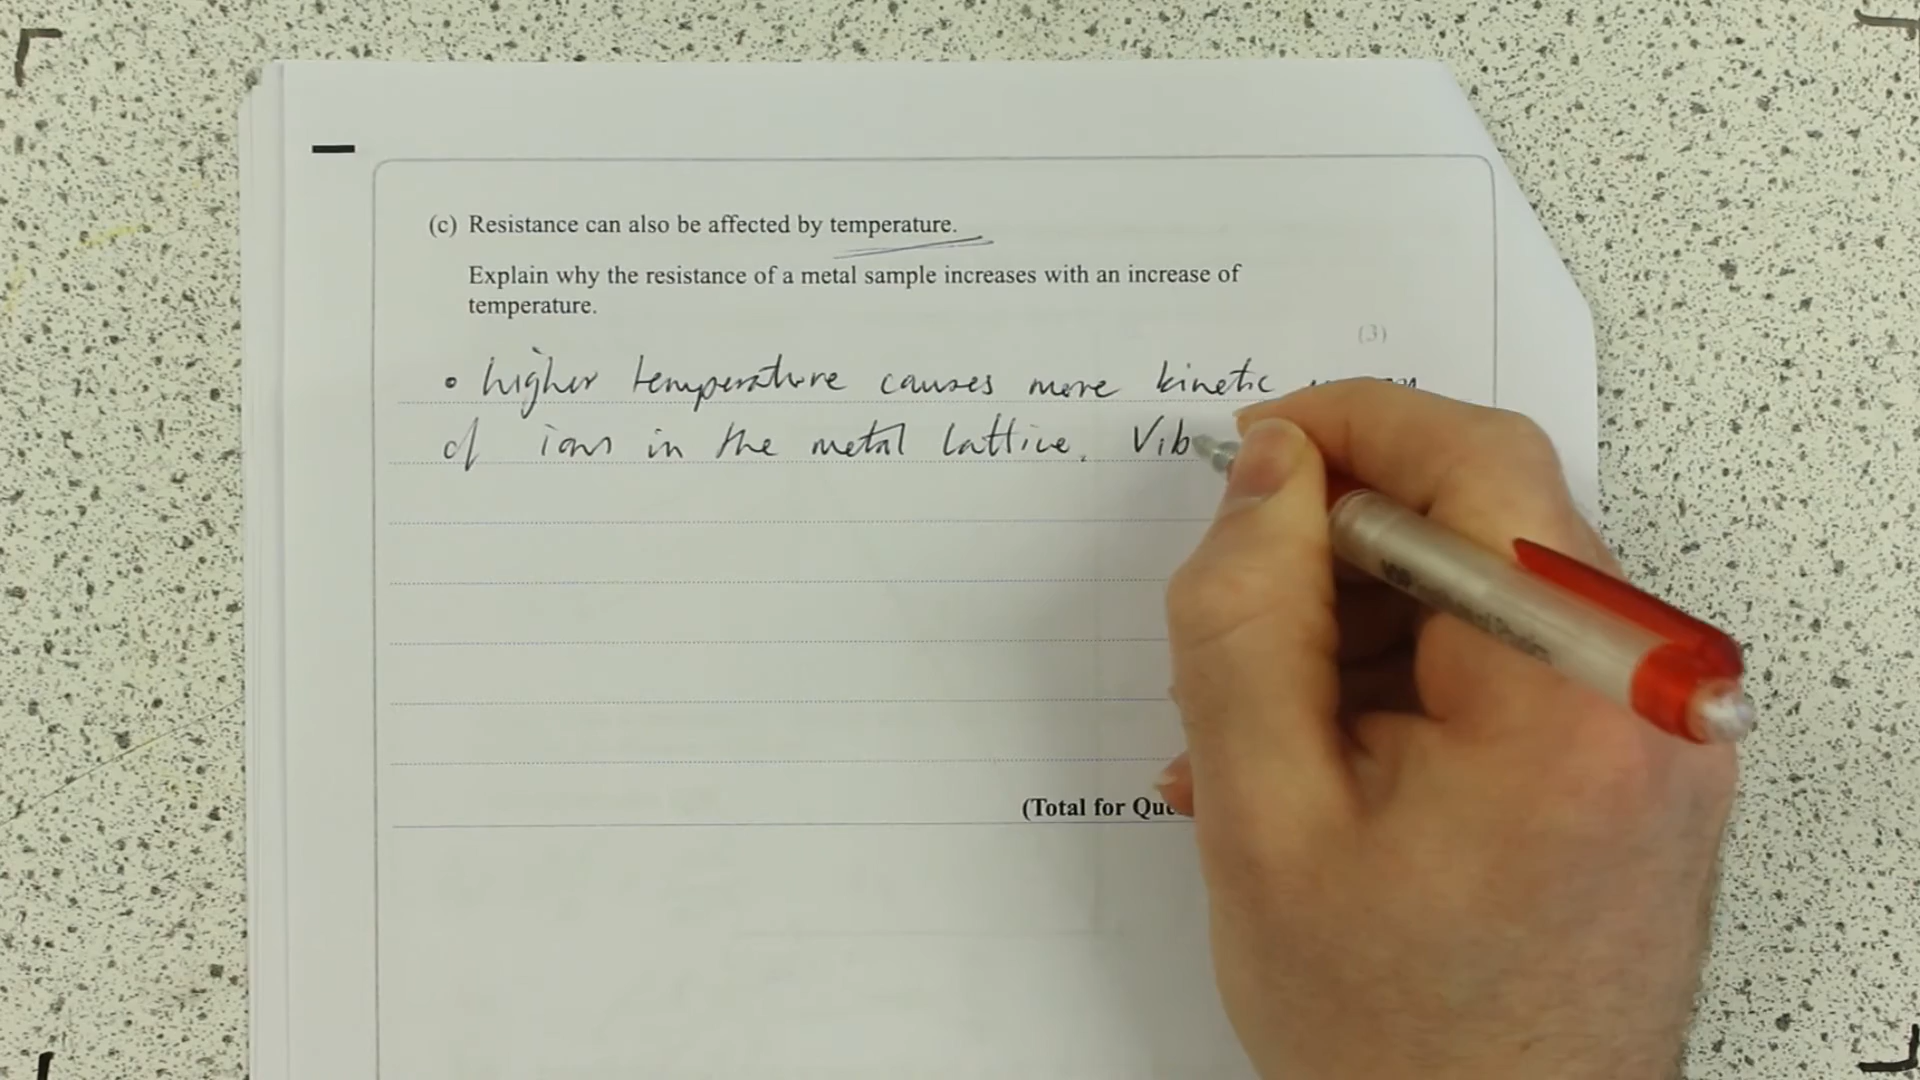 (c) Resistance can also be affected by temperature.
Explain why the resistance of a metal sample increases with an increase of
temperature.
(3)
• higher temperature causes more kinetic
of ions in the metal lattice. Vib
(Total for Que